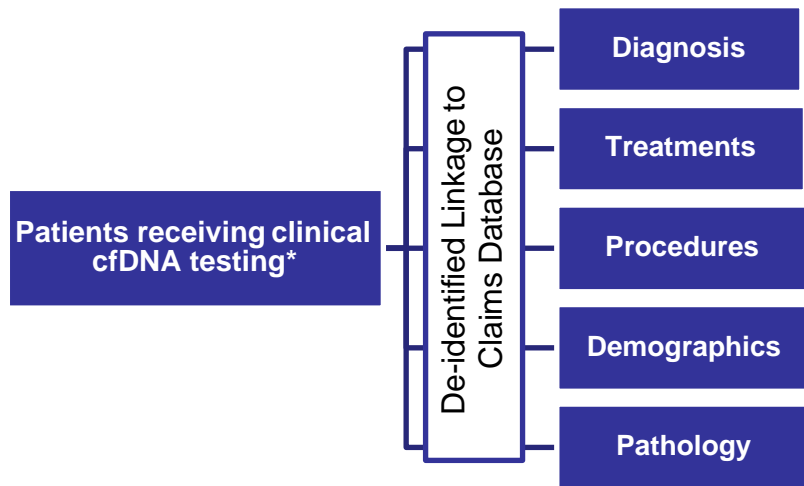 Patients receiving clinical
cfDNA testing*
De-identified Linkage to
Claims Database
Diagnosis
Treatments
Procedures
Demographics
Pathology